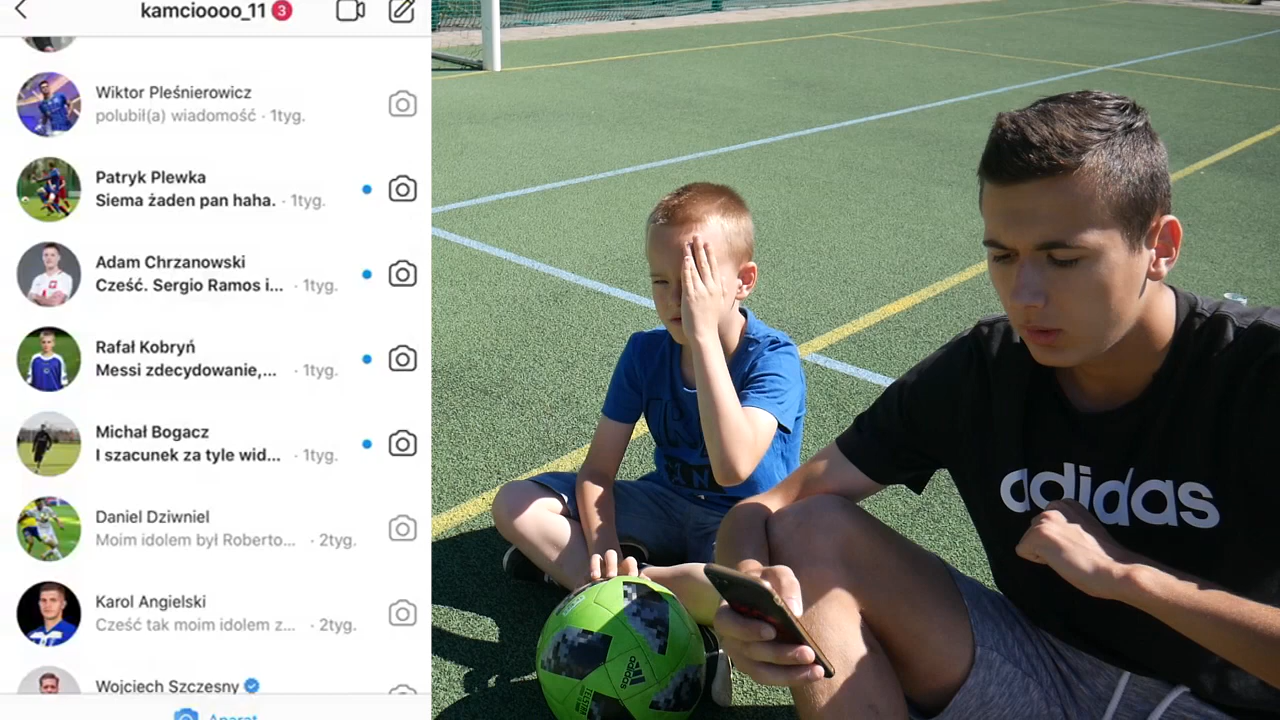 kamcioooo_11 3
Wiktor Pleśnierowicz
polubił(a) wiadomość · 1tyg.
Patryk Plewka
Siema żaden pan haha. · 1tyg.
Adam Chrzanowski
Cześć. Sergio Ramos i... · 1tyg.
Rafał Kobryń
Messi zdecydowanie,... · 1tyg.
Michał Bogacz
I szacunek za tyle wid... · 1tyg.
Daniel Dziwniel
Moim idolem był Roberto... · 2tyg.
Karol Angielski
Cześć tak moim idolem z... · 2tyg.
Wojciech Szczesny
Aparat
adidas
adidas